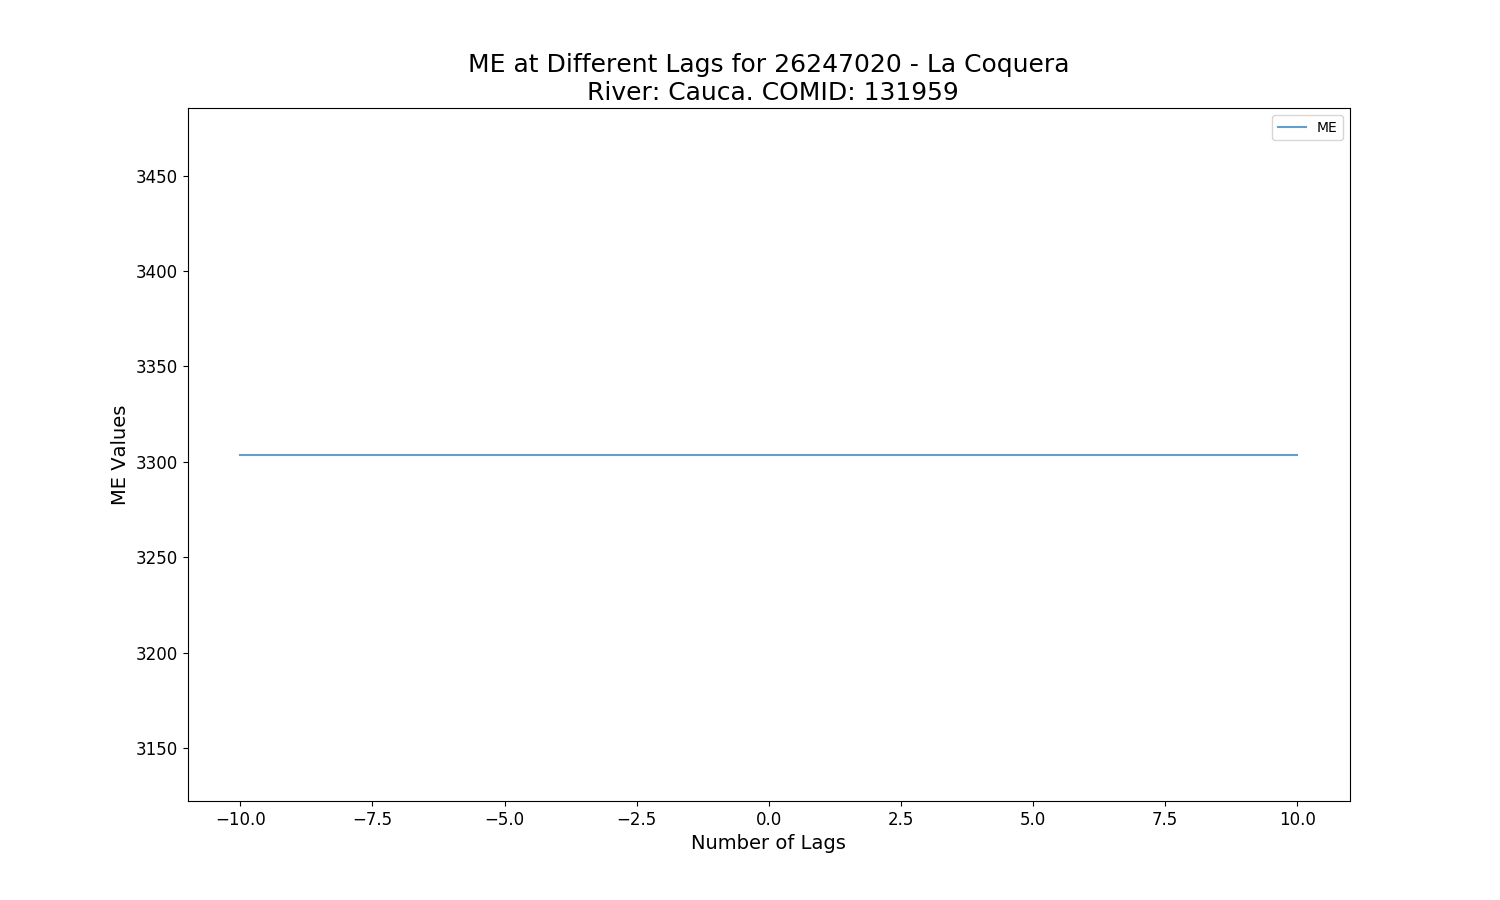 ME at Different Lags for 26247020 - La Coquera
River: Cauca. COMID: 131959
ME
3450
3400
3350
3300
3250
3200
3150
ME Values
−10.0 −7.5 −5.0 −2.5 0.0 2.5 5.0 7.5 10.0
Number of Lags